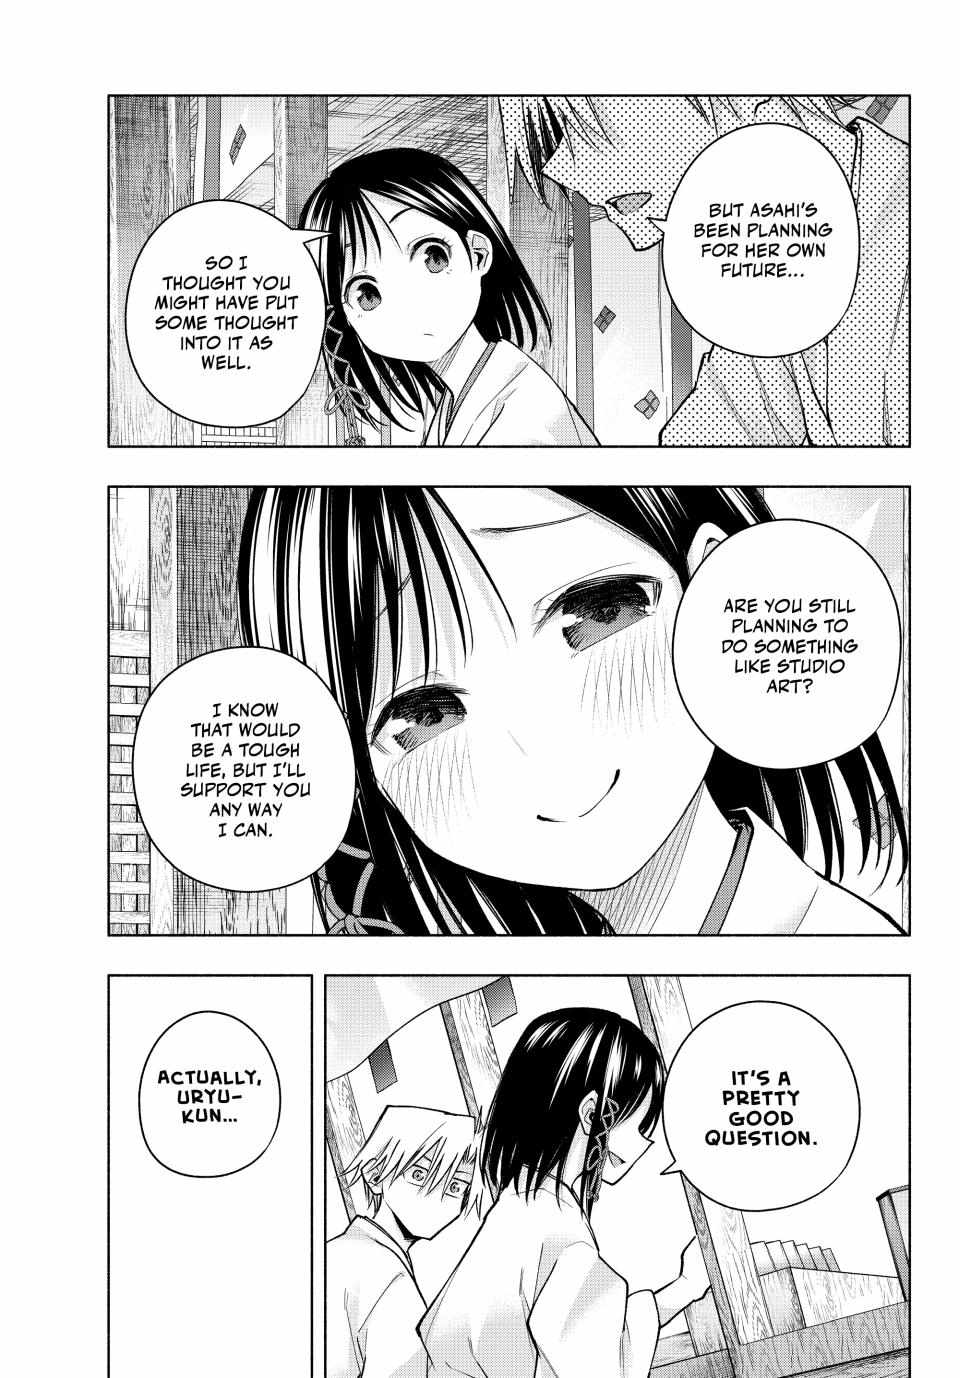 BUT ASAHI'S
BEEN PLANNING
FOR HER OWN
FUTURE...
SO I
THOUGHT YOU
MIGHT HAVE PUT
SOME THOUGHT
INTO IT AS
WELL.
ARE YOU STILL
PLANNING TO
DO SOMETHING
LIKE STUDIO
ART?
I KNOW
THAT WOULD
BE A TOUGH
LIFE, BUT I'LL
SUPPORT YOU
ANY WAY
I CAN.
IT'S A
PRETTY
GOOD
QUESTION.
ACTUALLY,
URYU-
KUN...